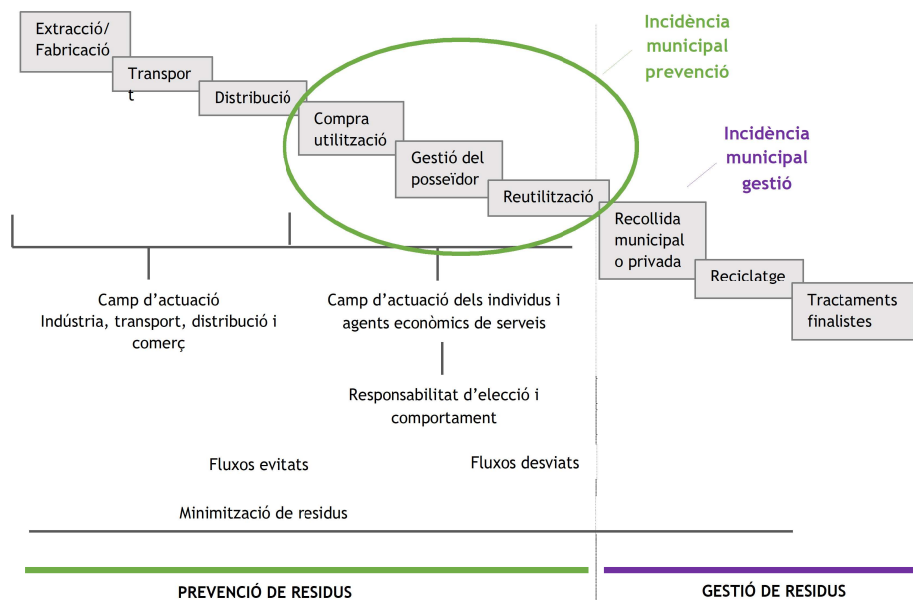 Extracció/
Fabricació
Transpor
t
Distribució
Compra
utilització
Gestió del
posseïdor
Reutilització
Incidència
municipal
prevenció
Incidència
municipal
gestió
Recollida
municipal
o privada
Reciclatge
Tractaments
finalistes
Camp d’actuació
Indústria, transport, distribució i
comerç
Camp d’actuació dels individus i
agents econòmics de serveis
Responsabilitat d’elecció i
comportament
Fluxos evitats
Fluxos desviats
Minimització de residus
PREVENCIÓ DE RESIDUS
GESTIÓ DE RESIDUS